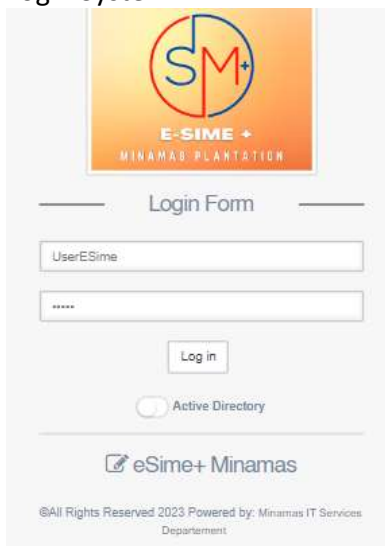 SM+
E-SIME +
MINAMAS PLANTATION
Login Form
UserESime
•••••
Log in
Active Directory
eSime+ Minamas
©All Rights Reserved 2023 Powered by: Minamas IT Services
Departement